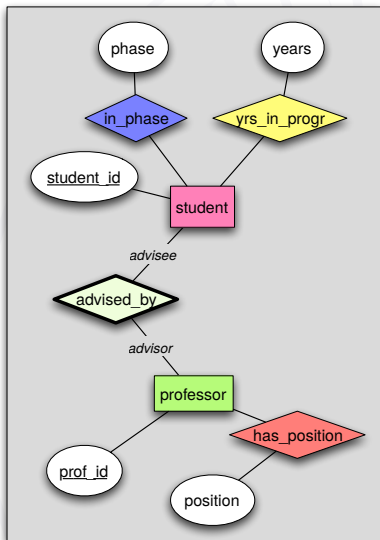 phase
years
in_phase
yrs_in_progr
student_id
student
advisee
advised_by
advisor
professor
has_position
prof_id
position